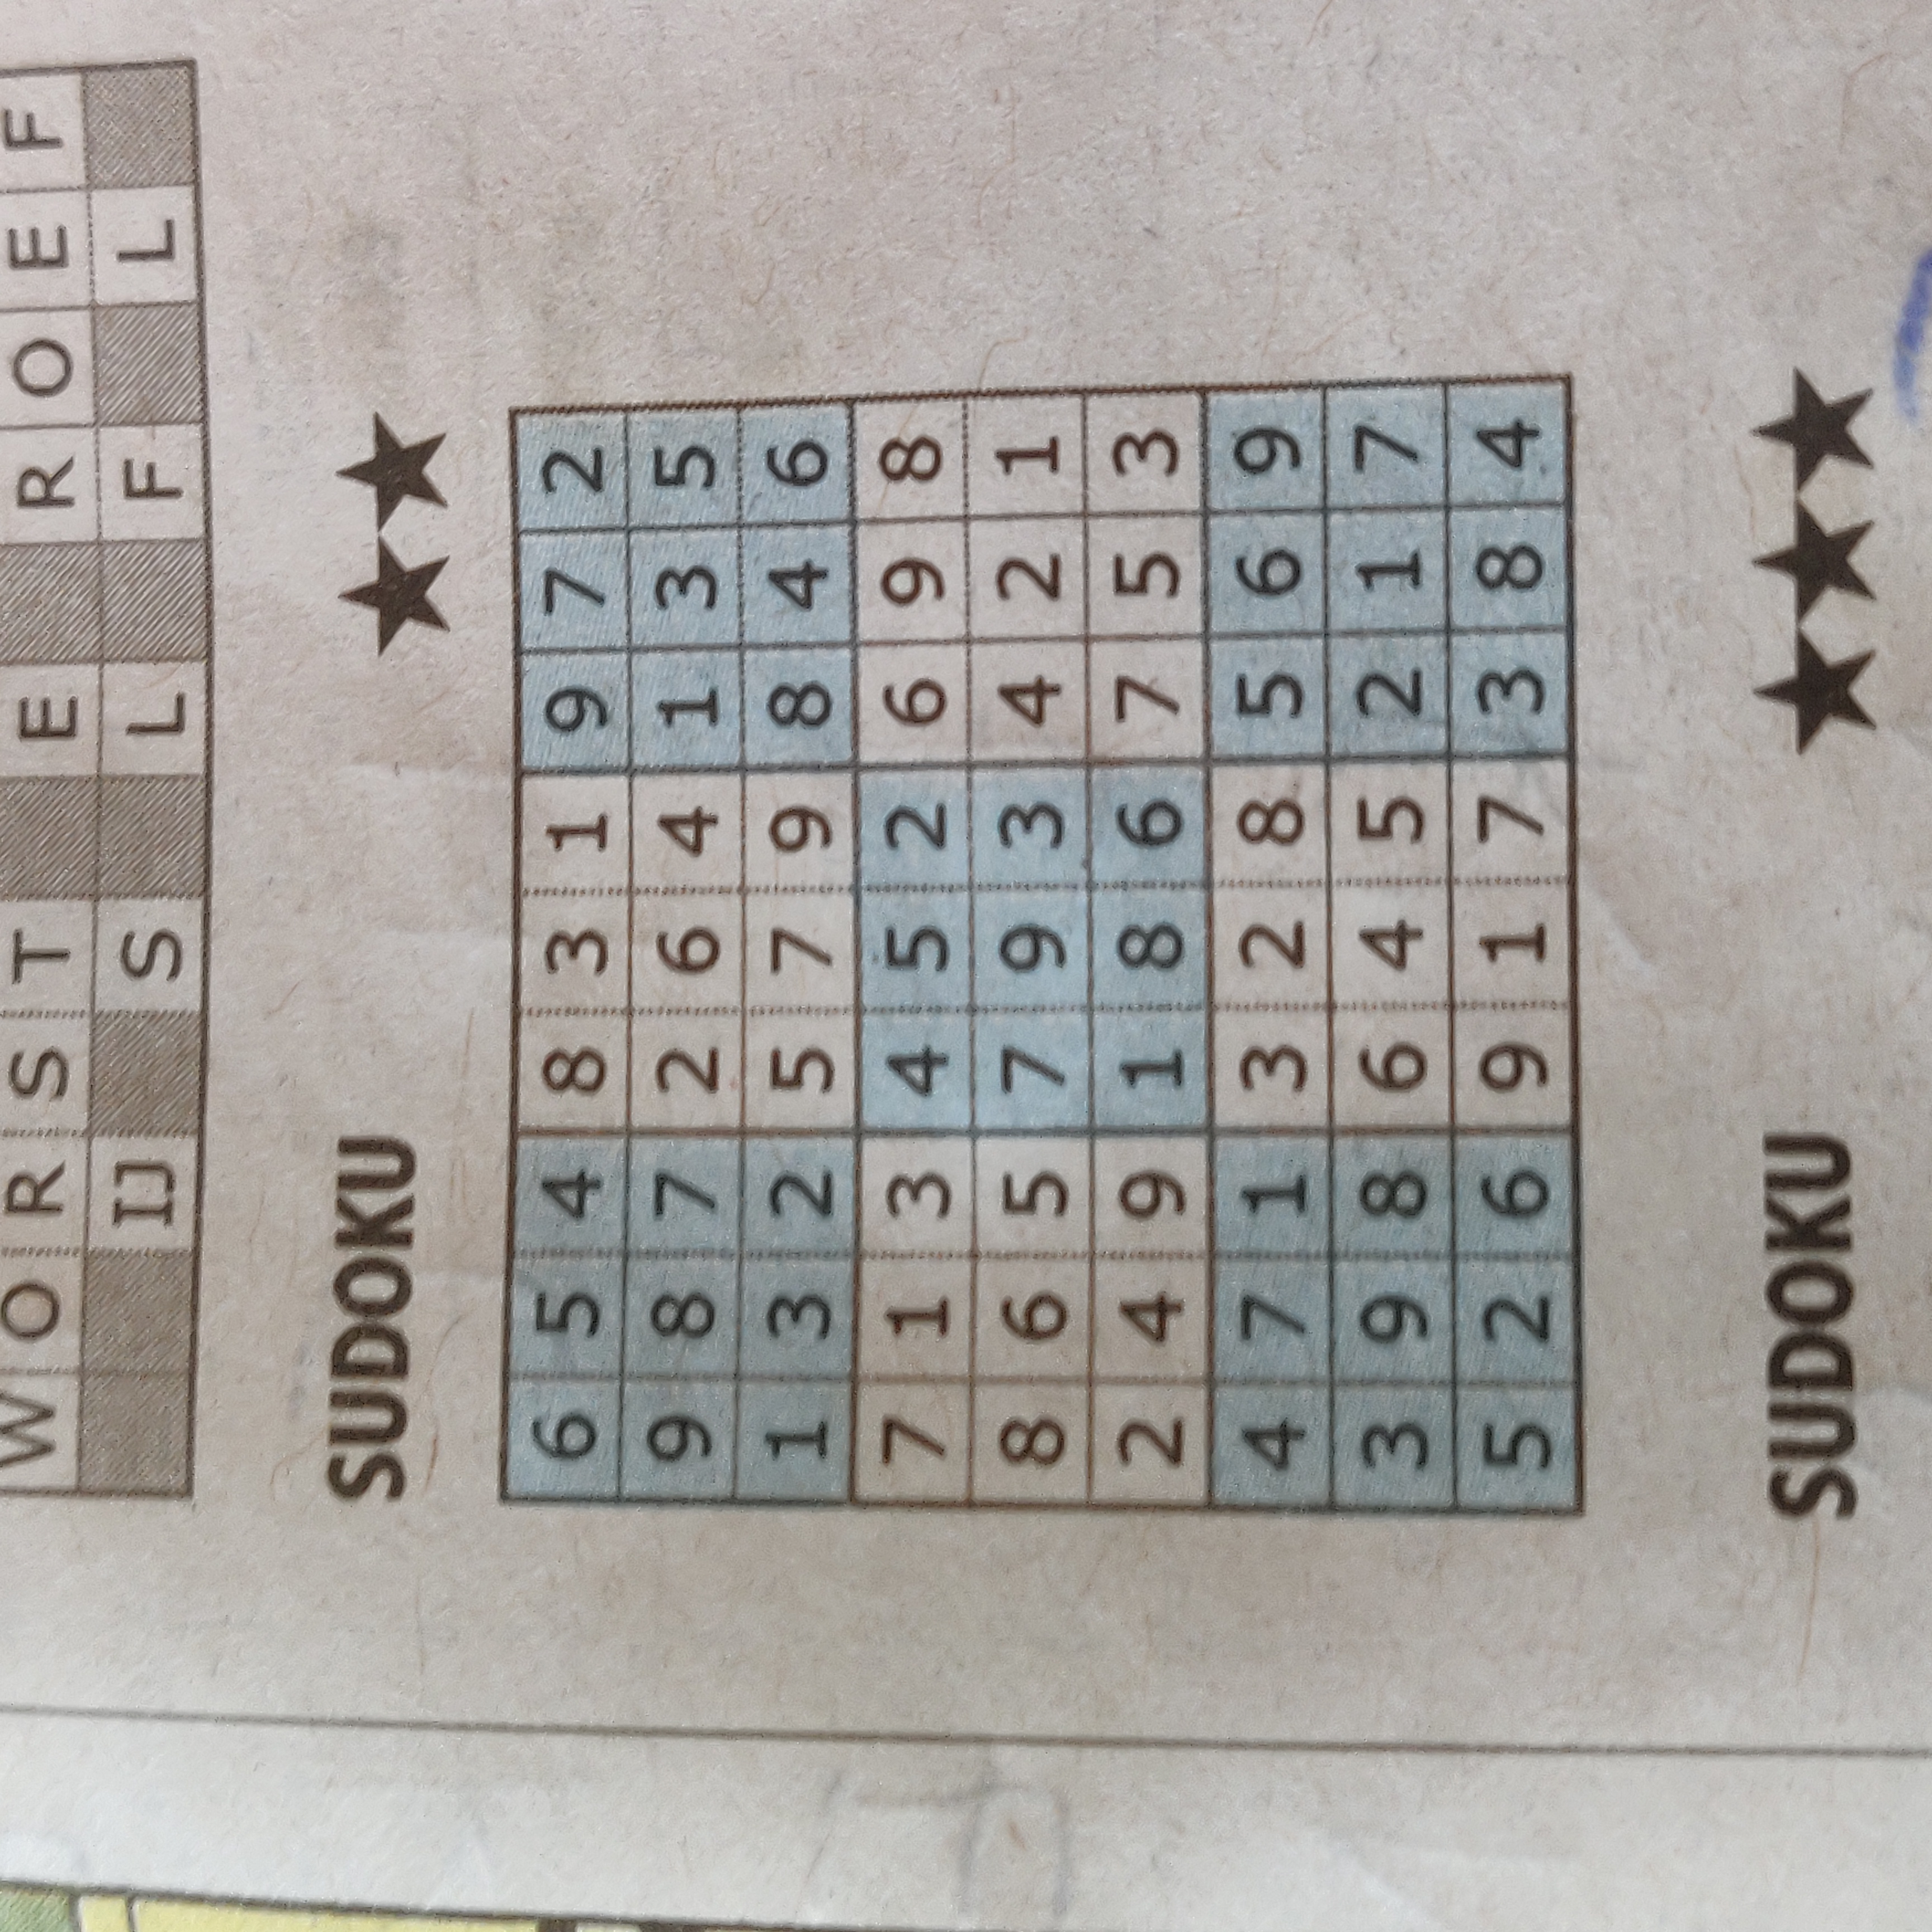 WORST E ROEF
IJ S L F L
SUDOKU ★★
6 5 4 8 3 1 9 7 2
9 8 7 2 6 4 1 3 5
1 3 2 5 7 9 8 4 6
7 1 3 4 5 2 6 9 8
8 6 5 7 9 3 4 2 1
2 4 9 1 8 6 7 5 3
4 7 1 3 2 8 5 6 9
3 9 8 6 4 5 2 1 7
5 2 6 9 1 7 3 8 4
SUDOKU ★★★